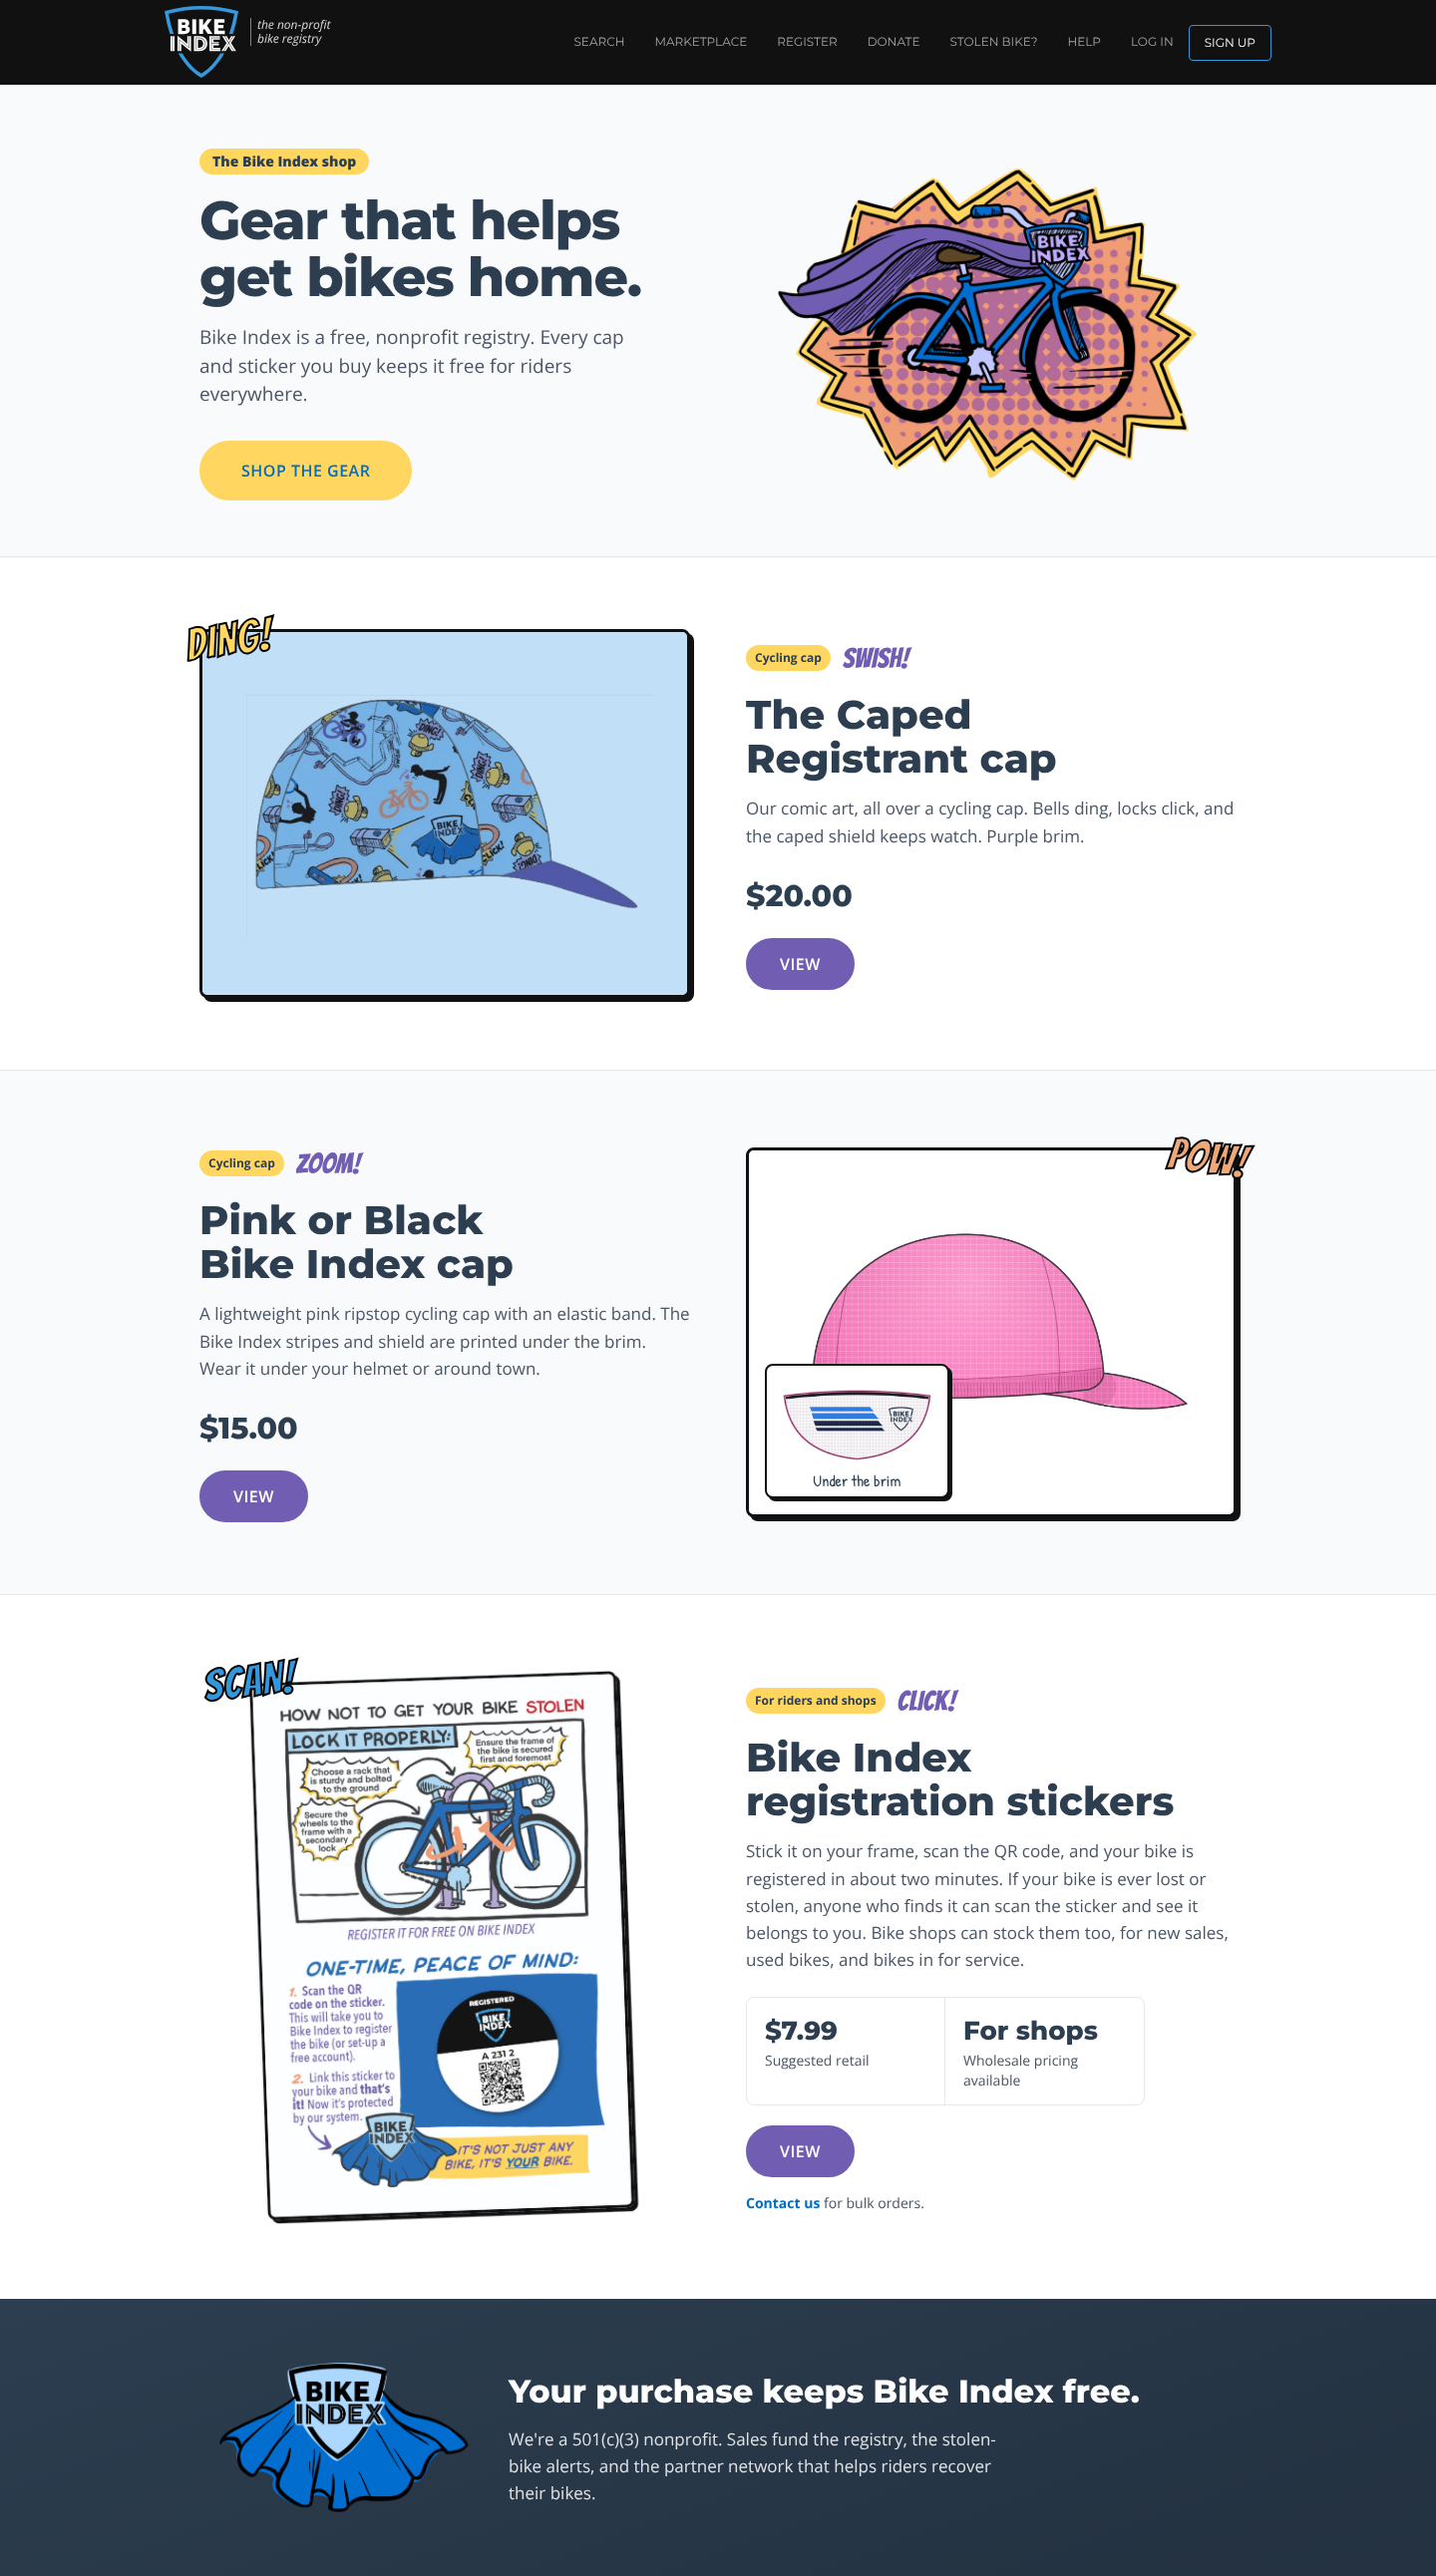 BIKE
INDEX
the non-profit
bike registry
SEARCH
MARKETPLACE
REGISTER
DONATE
STOLEN BIKE?
HELP
LOG IN
SIGN UP
The Bike Index shop
Gear that helps
get bikes home.
Bike Index is a free, nonprofit registry. Every cap
and sticker you buy keeps it free for riders
everywhere.
SHOP THE GEAR
BIKE
INDEX
DING!
DING!
BIKE
INDEX
CLICK!
Cycling cap
SWISH!
The Caped
Registrant cap
Our comic art, all over a cycling cap. Bells ding, locks click, and
the caped shield keeps watch. Purple brim.
$20.00
VIEW
Cycling cap
ZOOM!
Pink or Black
Bike Index cap
A lightweight pink ripstop cycling cap with an elastic band. The
Bike Index stripes and shield are printed under the brim.
Wear it under your helmet or around town.
$15.00
VIEW
POW!
BIKE
INDEX
Under the brim
SCAN!
HOW NOT TO GET YOUR BIKE STOLEN
LOCK IT PROPERLY:
Ensure the frame of
the bike is secured
first and foremost
Choose a rack that
is sturdy and bolted
to the ground
Secure the
wheels to the
frame with a
secondary
lock
REGISTER IT FOR FREE ON BIKE INDEX
ONE-TIME, PEACE OF MIND:
1. Scan the QR
code on the sticker.
This will take you to
Bike Index to register
the bike (or set-up a
free account).
2. Link this sticker to
your bike and that's
it! Now it's protected
by our system.
REGISTERED
BIKE
INDEX
A 231 2
BIKE
INDEX
IT'S NOT JUST ANY
BIKE, IT'S YOUR BIKE.
For riders and shops
CLICK!
Bike Index
registration stickers
Stick it on your frame, scan the QR code, and your bike is
registered in about two minutes. If your bike is ever lost or
stolen, anyone who finds it can scan the sticker and see it
belongs to you. Bike shops can stock them too, for new sales,
used bikes, and bikes in for service.
$7.99
Suggested retail
For shops
Wholesale pricing
available
VIEW
Contact us for bulk orders.
BIKE
INDEX
Your purchase keeps Bike Index free.
We're a 501(c)(3) nonprofit. Sales fund the registry, the stolen-
bike alerts, and the partner network that helps riders recover
their bikes.